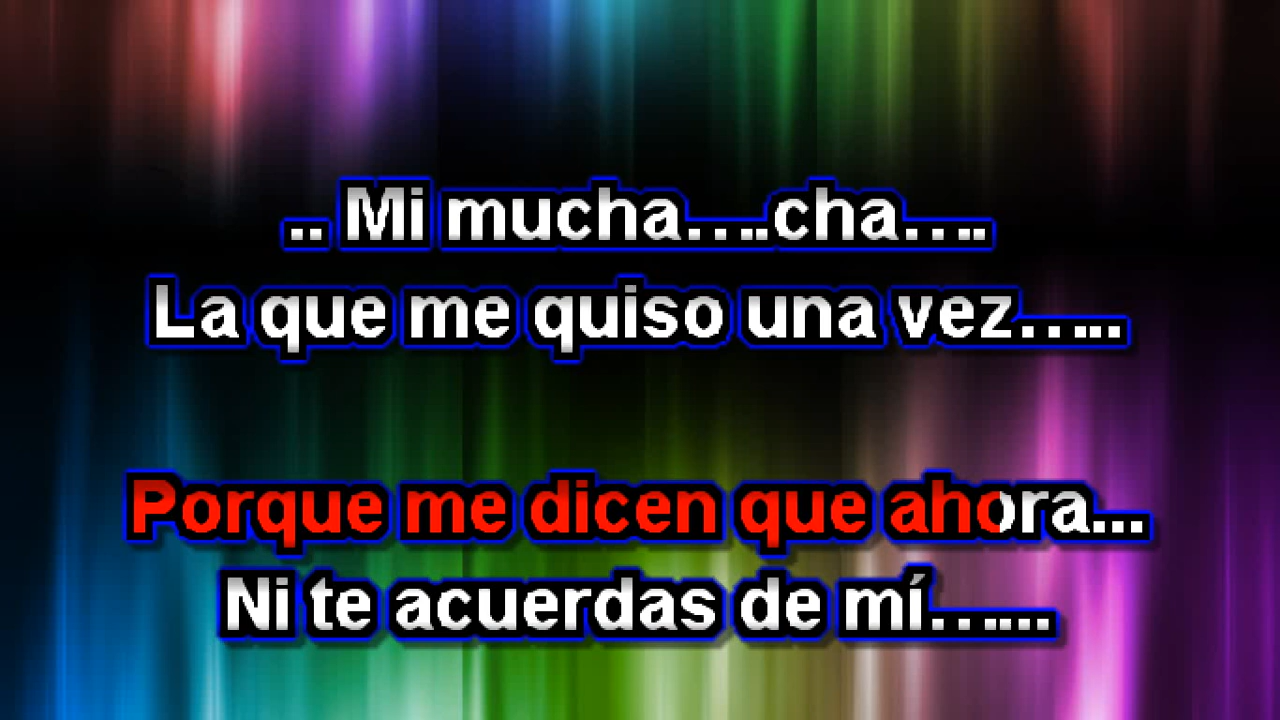 .. Mi mucha…..cha…..
La que me quiso una vez…...
Porque me dicen que ahora...
Ni te acuerdas de mí…....